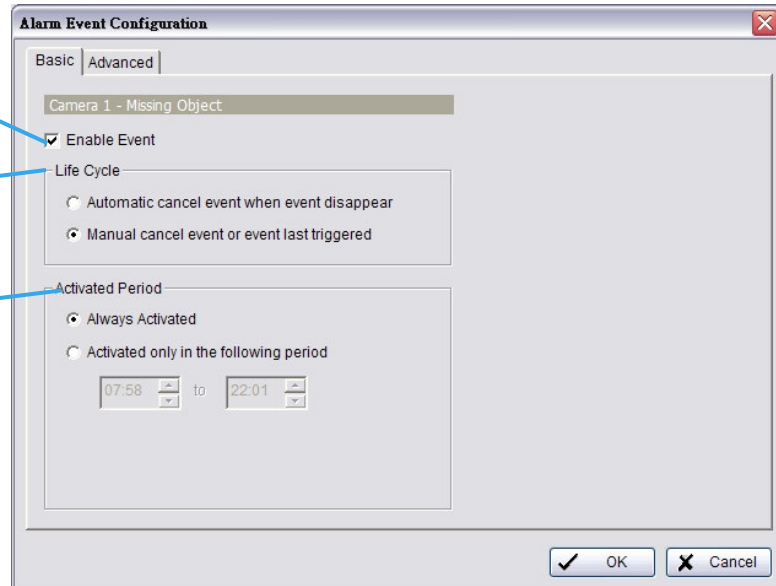 Alarm Event Configuration
Basic Advanced
Camera 1 - Missing Object
Enable Event
Life Cycle
Automatic cancel event when event disappear
Manual cancel event or event last triggered
Activated Period
Always Activated
Activated only in the following period
07:58 to 22:01
OK Cancel